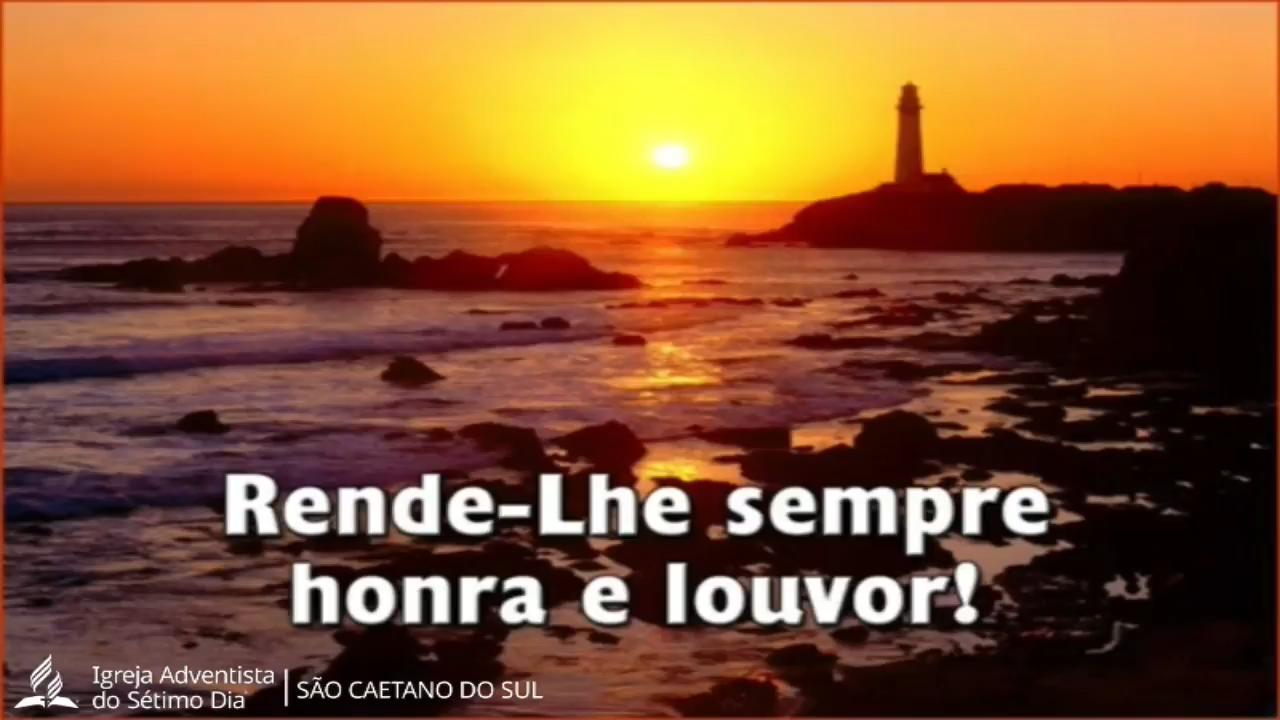 Rende-Lhe sempre
honra e louvor!
Igreja Adventista
do Sétimo Dia
SÃO CAETANO DO SUL